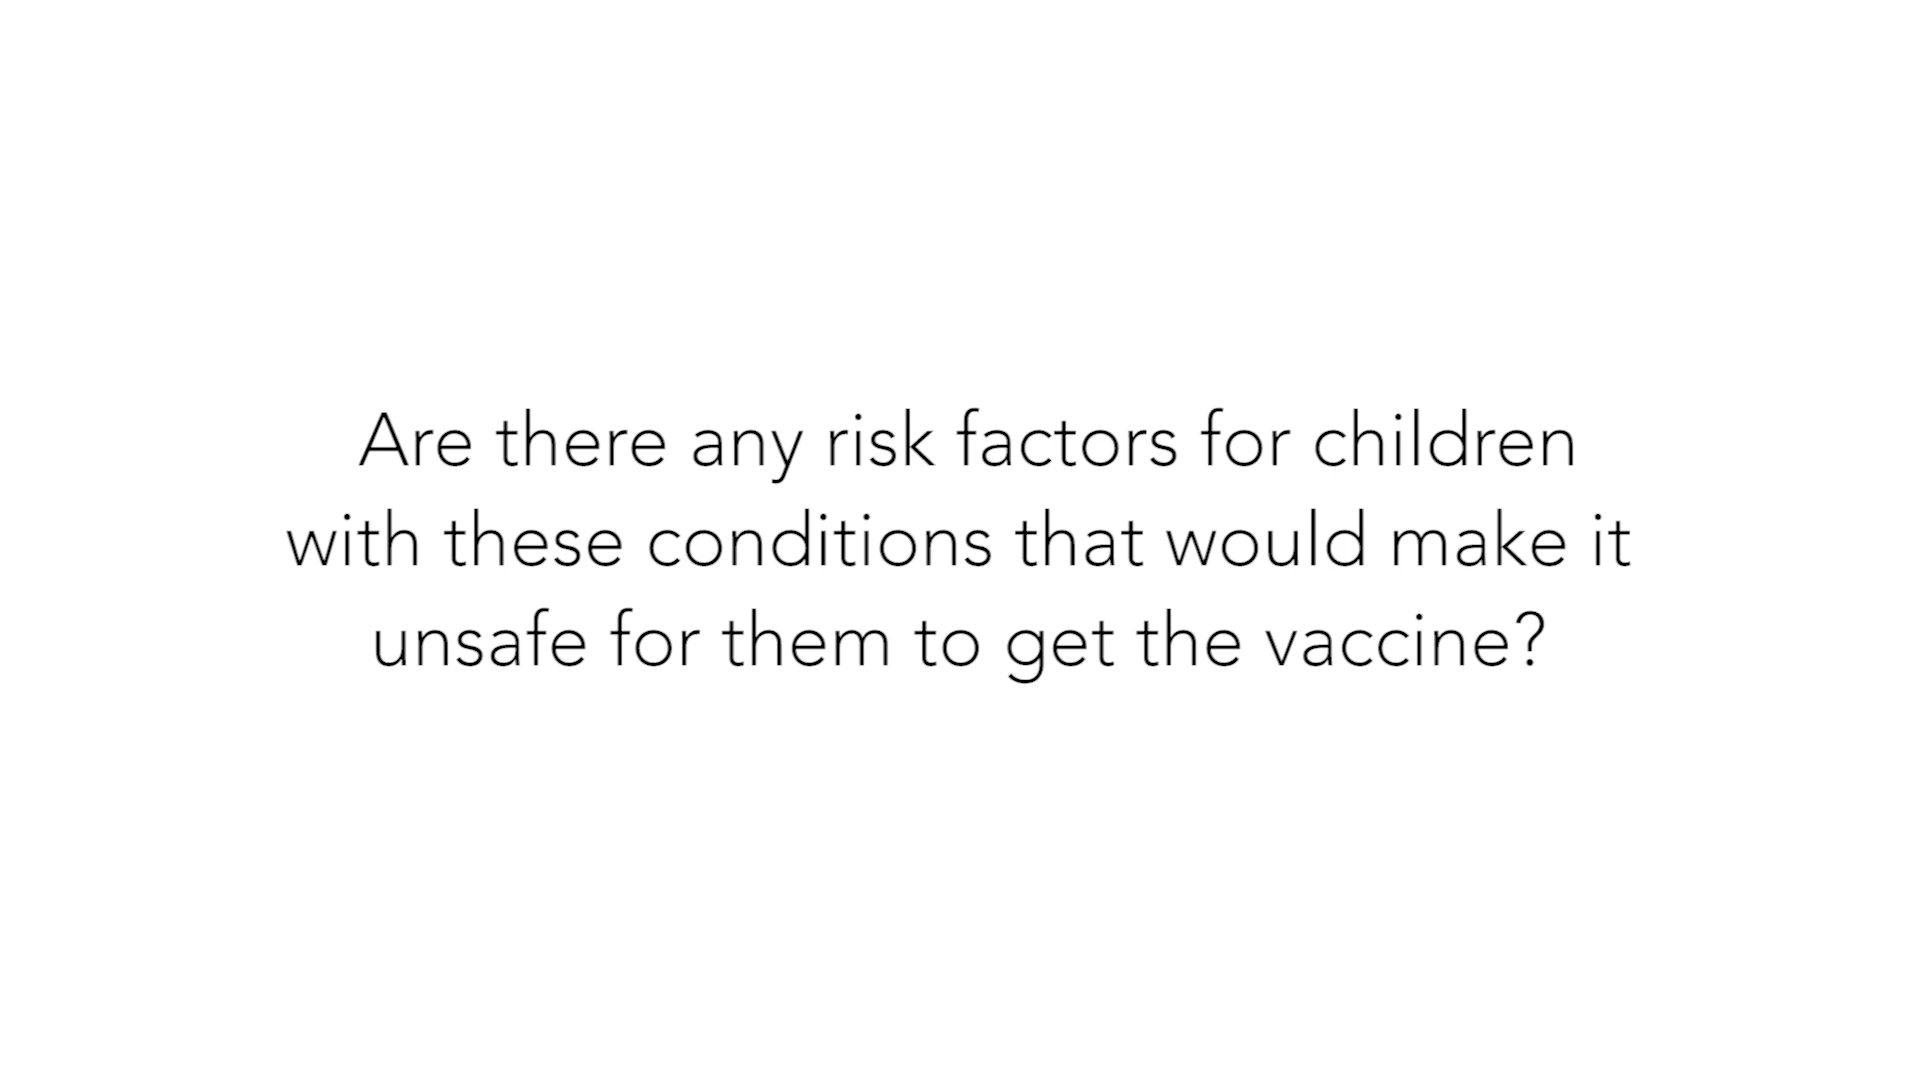 Are there any risk factors for children
with these conditions that would make it
unsafe for them to get the vaccine?